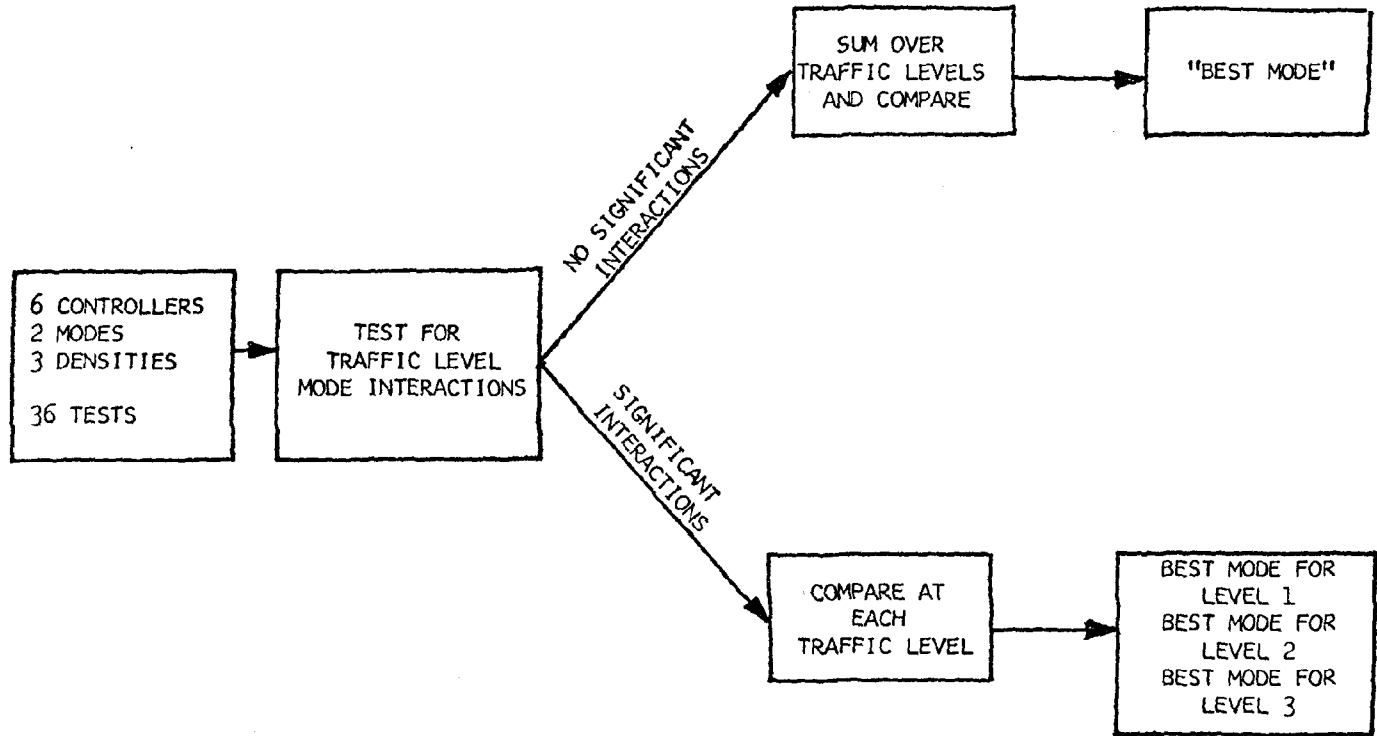 6 CONTROLLERS
2 MODES
3 DENSITIES
36 TESTS
TEST FOR
TRAFFIC LEVEL
MODE INTERACTIONS
NO SIGNIFICANT
INTERACTIONS
SUM OVER
TRAFFIC LEVELS
AND COMPARE
"BEST MODE"
SIGNIFICANT
INTERACTIONS
COMPARE AT
EACH
TRAFFIC LEVEL
BEST MODE FOR
LEVEL 1
BEST MODE FOR
LEVEL 2
BEST MODE FOR
LEVEL 3